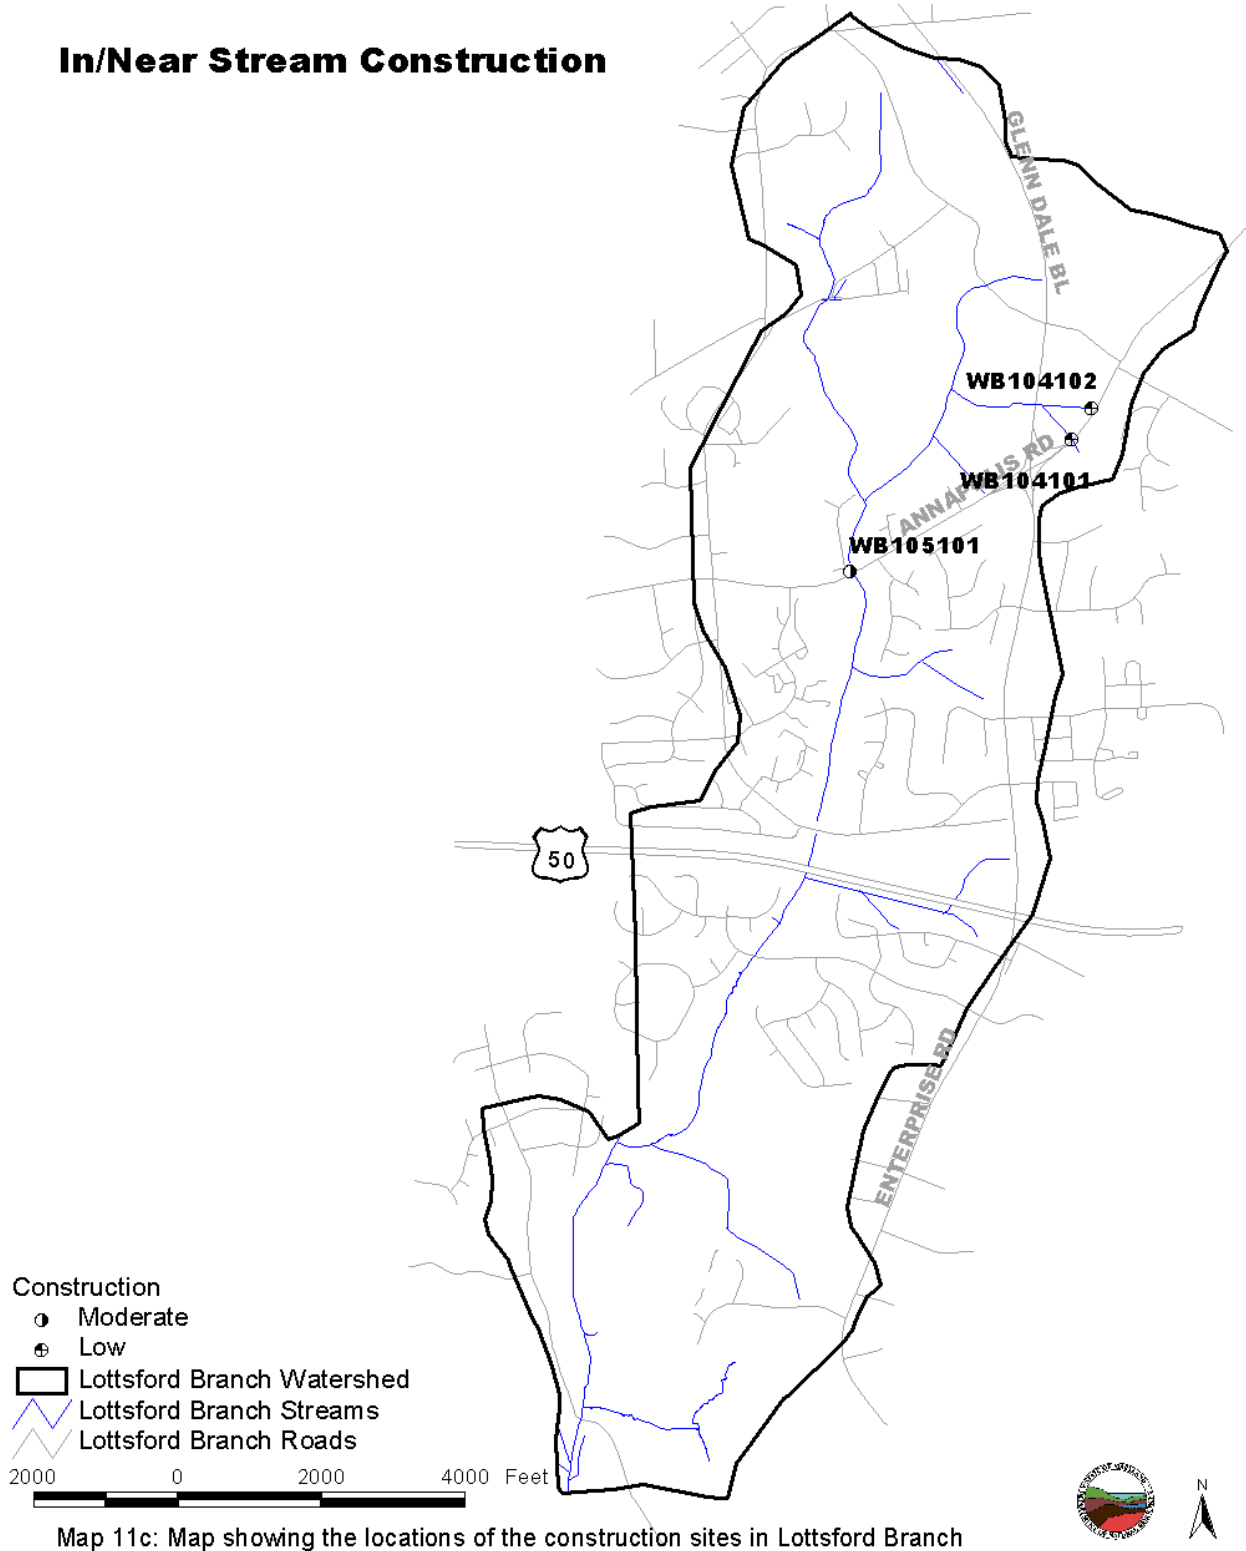 In/Near Stream Construction
GLENN DALE BL
WB104102
ANNAPOLIS RD
WB104101
WB105101
50
ENTERPRISE RD
Construction
Moderate
Low
Lottsford Branch Watershed
Lottsford Branch Streams
Lottsford Branch Roads
2000 0 2000 4000 Feet
N
Map 11c: Map showing the locations of the construction sites in Lottsford Branch